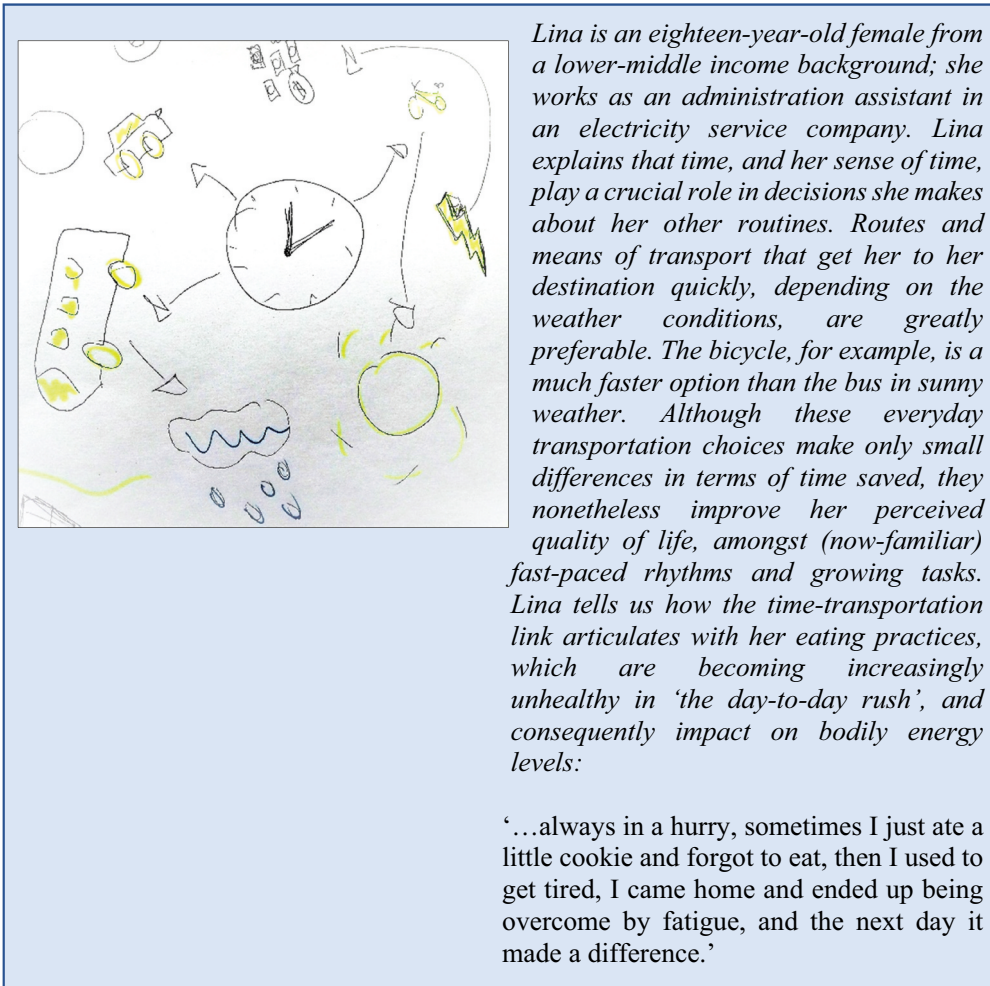 Lina is an eighteen-year-old female from
a lower-middle income background; she
works as an administration assistant in
an electricity service company. Lina
explains that time, and her sense of time,
play a crucial role in decisions she makes
about her other routines. Routes and
means of transport that get her to her
destination quickly, depending on the
weather conditions, are greatly
preferable. The bicycle, for example, is a
much faster option than the bus in sunny
weather. Although these everyday
transportation choices make only small
differences in terms of time saved, they
nonetheless improve her perceived
quality of life, amongst (now-familiar)
fast-paced rhythms and growing tasks.
Lina tells us how the time-transportation
link articulates with her eating practices,
which are becoming increasingly
unhealthy in ‘the day-to-day rush’, and
consequently impact on bodily energy
levels:
‘…always in a hurry, sometimes I just ate a
little cookie and forgot to eat, then I used to
get tired, I came home and ended up being
overcome by fatigue, and the next day it
made a difference.’